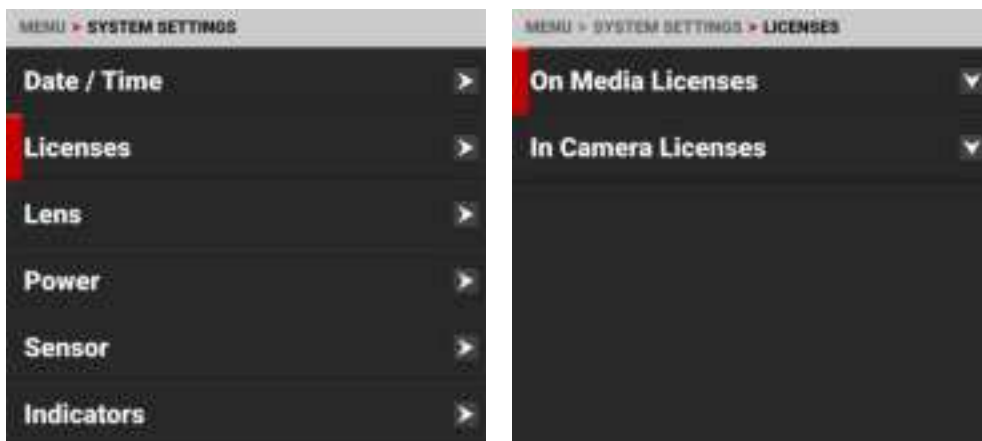 MENU > SYSTEM SETTINGS
Date / Time
Licenses
Lens
Power
Sensor
Indicators
MENU > SYSTEM SETTINGS > LICENSES
On Media Licenses
In Camera Licenses